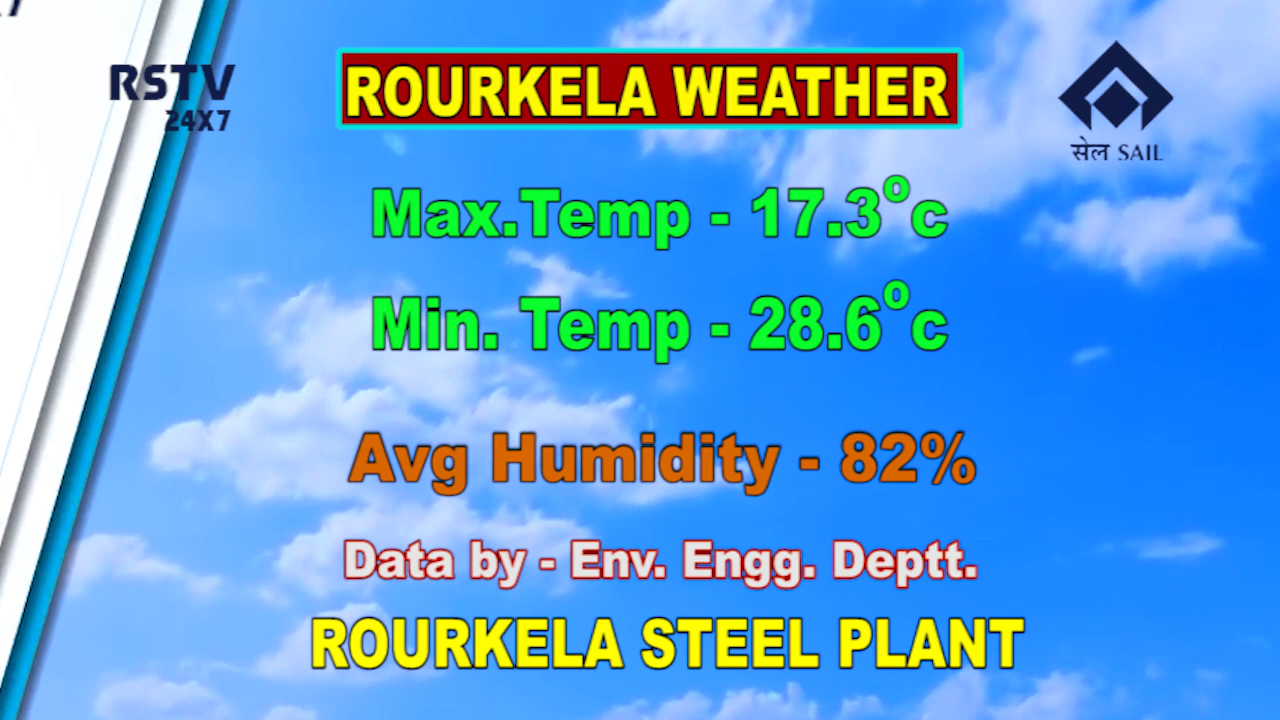 RSTV
24X7
ROURKELA WEATHER
सेल SAIL
Max.Temp - 17.3°c
Min. Temp - 28.6°c
Avg Humidity - 82%
Data by - Env. Engg. Deptt.
ROURKELA STEEL PLANT